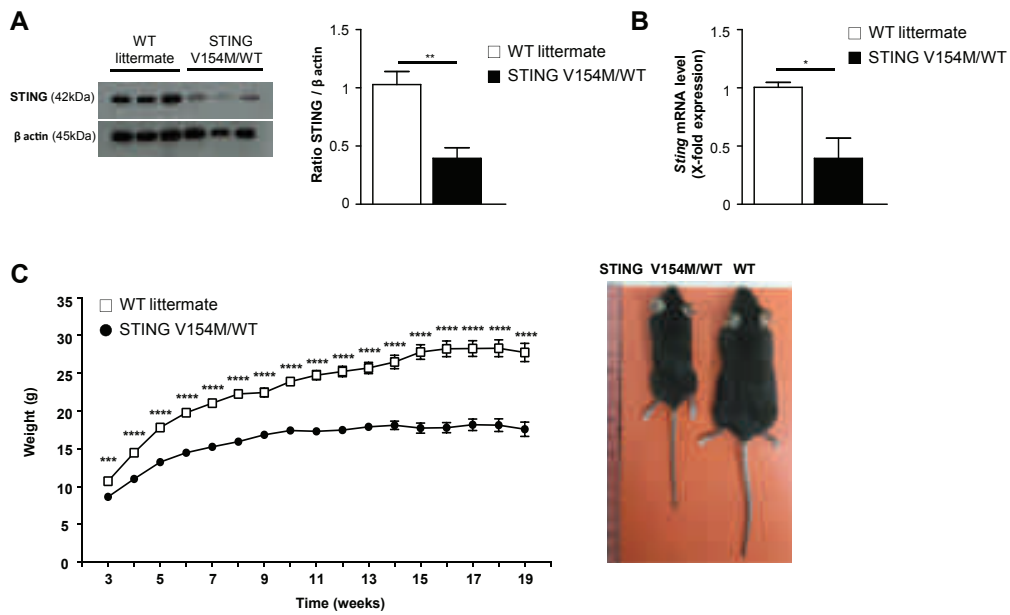 A
WT littermate
STING V154M/WT
STING (42kDa)
β actin (45kDa)
Ratio STING / β actin
1.5
1
0.5
0
**
WT littermate
STING V154M/WT
B
Sting mRNA level
(X-fold expression)
1.5
1
0.5
0
*
WT littermate
STING V154M/WT
C
Weight (g)
35
30
25
20
15
10
5
0
WT littermate
STING V154M/WT
*** **** **** **** **** **** **** **** **** **** **** **** **** **** **** **** ****
3 5 7 9 11 13 15 17 19
Time (weeks)
STING V154M/WT WT